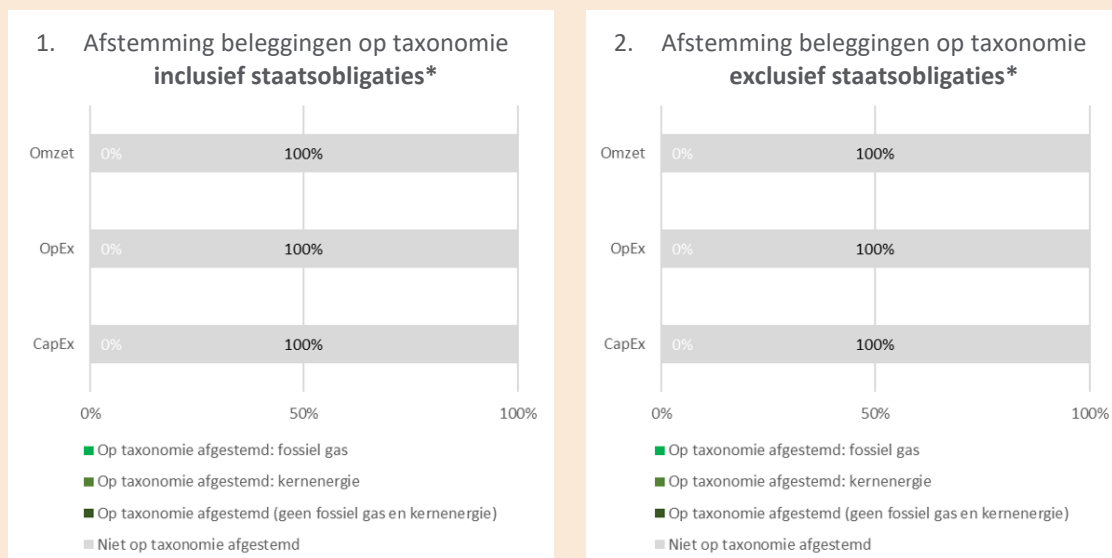 1. Afstemming beleggingen op taxonomie
inclusief staatsobligaties*
Omzet 0% 100%
OpEx 0% 100%
CapEx 0% 100%
0% 50% 100%
Op taxonomie afgestemd: fossiel gas
Op taxonomie afgestemd: kernenergie
Op taxonomie afgestemd (geen fossiel gas en kernenergie)
Niet op taxonomie afgestemd
2. Afstemming beleggingen op taxonomie
exclusief staatsobligaties*
Omzet 0% 100%
OpEx 0% 100%
CapEx 0% 100%
0% 50% 100%
Op taxonomie afgestemd: fossiel gas
Op taxonomie afgestemd: kernenergie
Op taxonomie afgestemd (geen fossiel gas en kernenergie)
Niet op taxonomie afgestemd